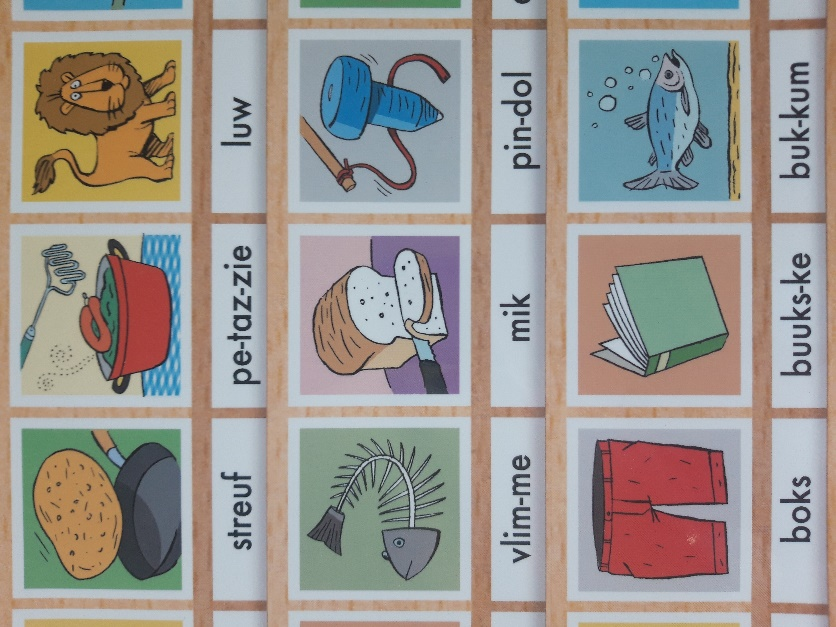 streuf
pe-taz-zie
luw
vlim-me
mik
pin-dol
boks
buuks-ke
buk-kum